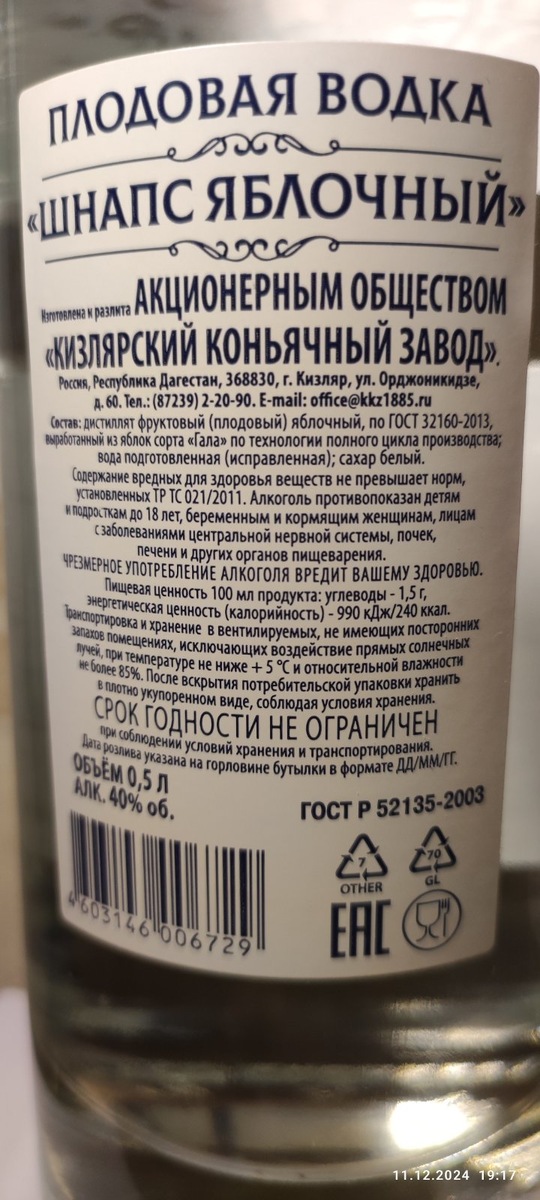 ПЛОДОВАЯ ВОДКА
«ШНАПС ЯБЛОЧНЫЙ»
Изготовлена и разлита АКЦИОНЕРНЫМ ОБЩЕСТВОМ
«КИЗЛЯРСКИЙ КОНЬЯЧНЫЙ ЗАВОД».
Россия, Республика Дагестан, 368830, г. Кизляр, ул. Орджоникидзе,
д. 60. Тел.: (87239) 2-20-90. E-mail: office@kkz1885.ru
Состав: дистиллят фруктовый (плодовый) яблочный, по ГОСТ 32160-2013,
выработанный из яблок сорта «Гала» по технологии полного цикла производства;
вода подготовленная (исправленная); сахар белый.
Содержание вредных для здоровья веществ не превышает норм,
установленных ТР ТС 021/2011. Алкоголь противопоказан детям
и подросткам до 18 лет, беременным и кормящим женщинам, лицам
с заболеваниями центральной нервной системы, почек,
печени и других органов пищеварения.
ЧРЕЗМЕРНОЕ УПОТРЕБЛЕНИЕ АЛКОГОЛЯ ВРЕДИТ ВАШЕМУ ЗДОРОВЬЮ.
Пищевая ценность 100 мл продукта: углеводы - 1,5 г,
энергетическая ценность (калорийность) - 990 кДж/240 ккал.
Транспортировка и хранение в вентилируемых, не имеющих посторонних
запахов помещениях, исключающих воздействие прямых солнечных
лучей, при температуре не ниже + 5 °С и относительной влажности
не более 85%. После вскрытия потребительской упаковки хранить
в плотно укупоренном виде, соблюдая условия хранения.
СРОК ГОДНОСТИ НЕ ОГРАНИЧЕН
при соблюдении условий хранения и транспортирования.
Дата розлива указана на горловине бутылки в формате ДД/ММ/ГГ.
ОБЪЁМ 0,5 Л
АЛК. 40% об.
ГОСТ Р 52135-2003
7
OTHER
70
GL
4 603146 006729
EAC
11.12.2024 19:17